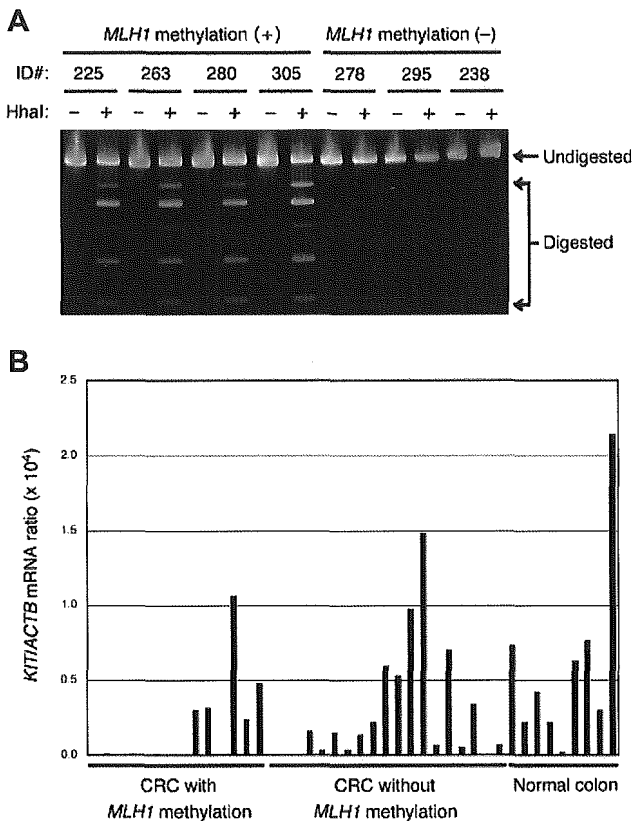 A
MLH1 methylation (+) MLH1 methylation (–)
ID#: 225 263 280 305 278 295 238
HhaI: – + – + – + – + – + – + – +
Undigested
Digested
B
KIT/ACTB mRNA ratio (x 10⁴)
2.5
2.0
1.5
1.0
0.5
0.0
CRC with MLH1 methylation
CRC without MLH1 methylation
Normal colon